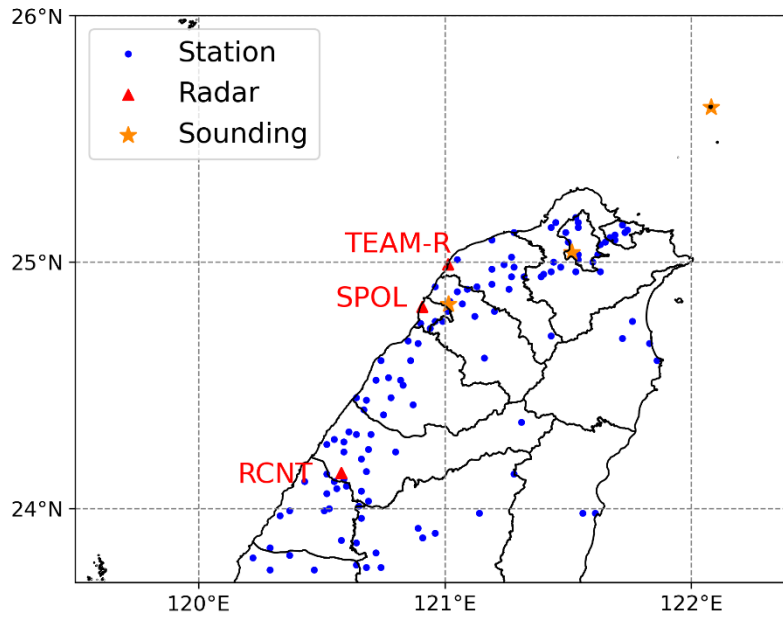 26°N
Station
Radar
Sounding
TEAM-R
25°N
SPOL
RCNT
24°N
120°E
121°E
122°E